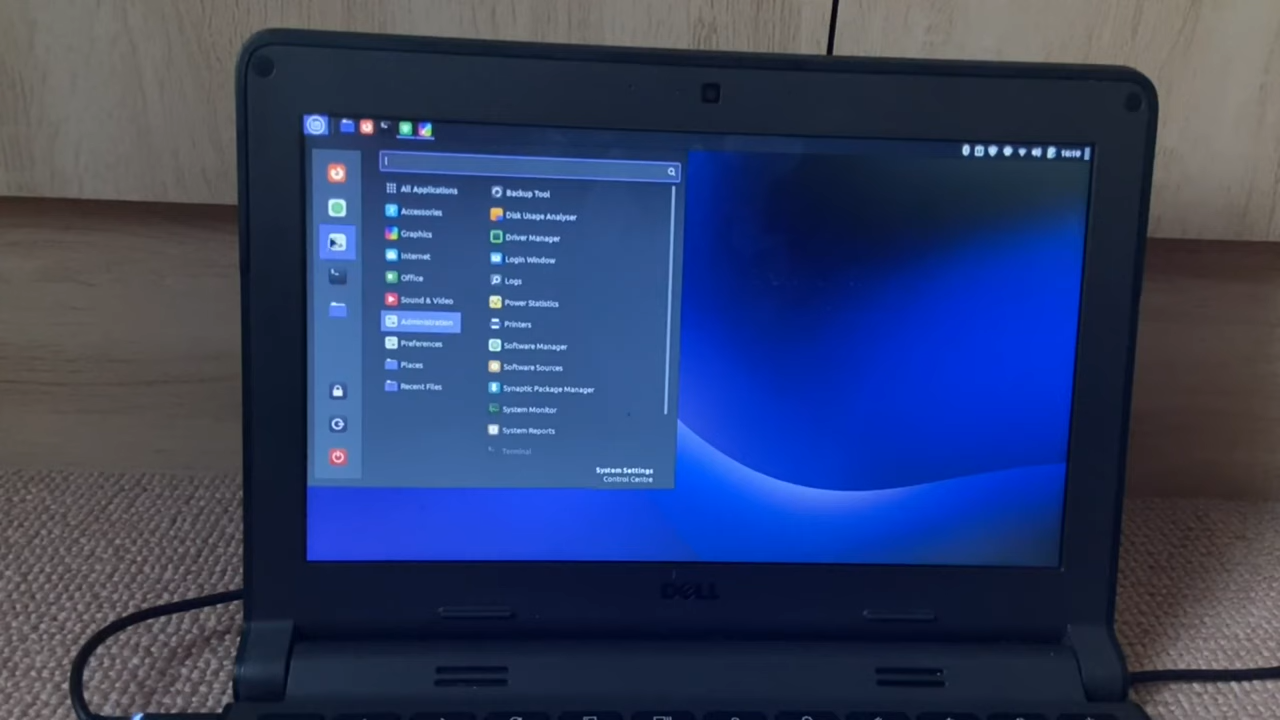 16:10
All Applications
Accessories
Graphics
Internet
Office
Sound & Video
Administration
Preferences
Places
Recent Files
Backup Tool
Disk Usage Analyser
Driver Manager
Login Window
Logs
Power Statistics
Printers
Software Manager
Software Sources
Synaptic Package Manager
System Monitor
System Reports
Terminal
System Settings
Control Centre
DELL